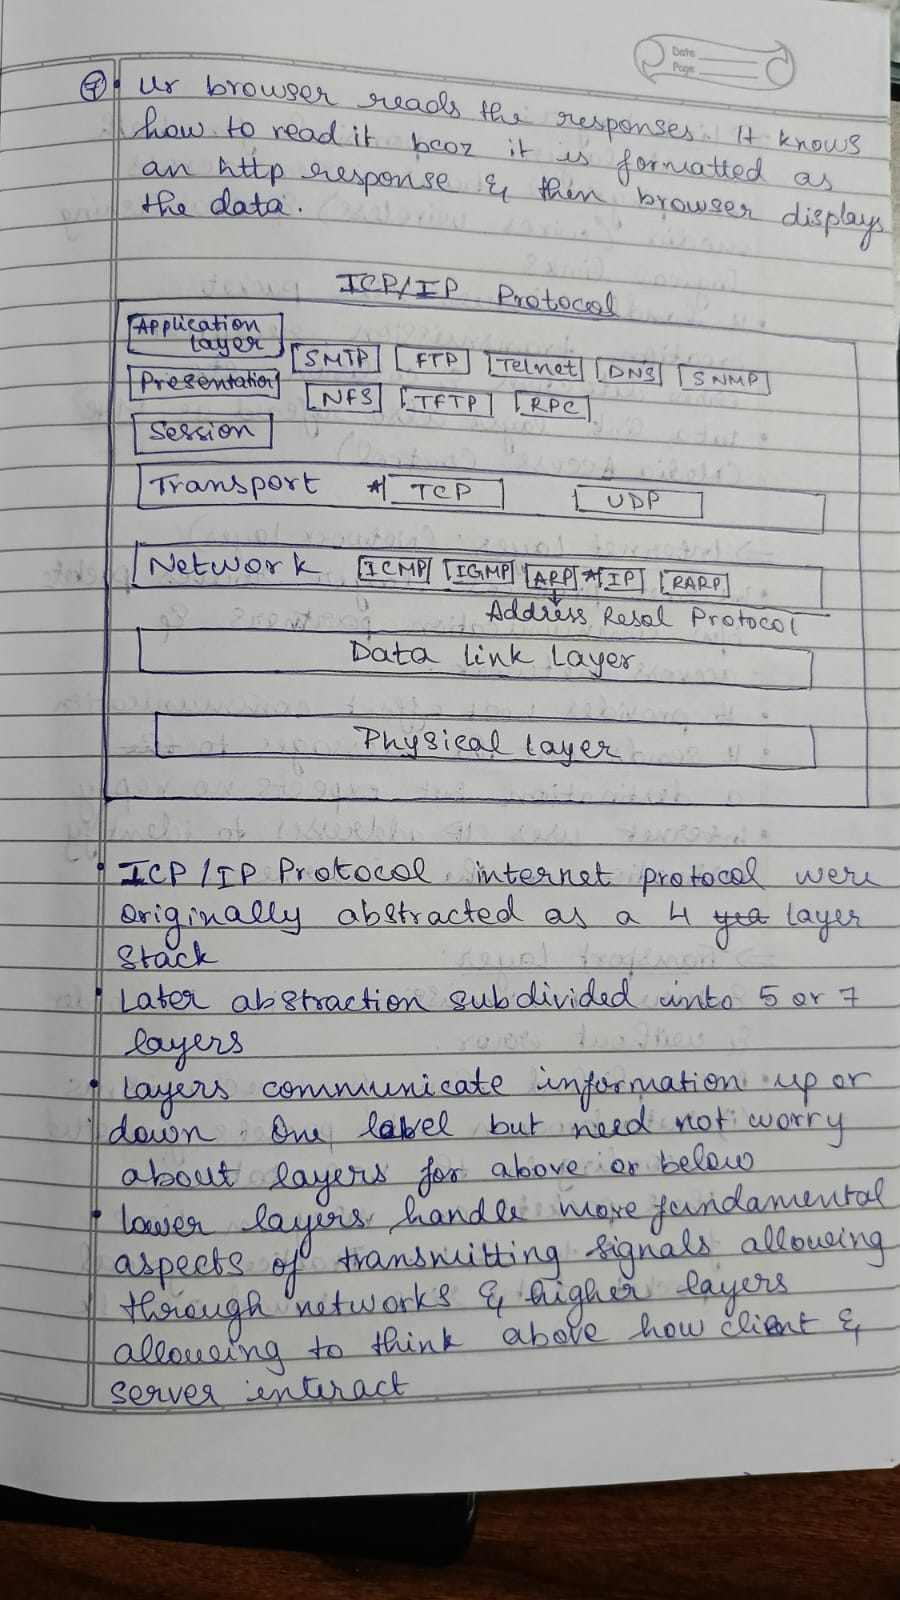 Date
Page
⑦ Ur browser reads the responses. It knows
how to read it bcoz it is formatted as
an http response & then browser displays
the data.
ICP/IP Protocol
Application
Layer
SMTP FTP Telnet DNS SNMP
Presentation
NFS TFTP RPC
Session
Transport * TCP UDP
Network ICMP IGMP ARP * IP RARP
Address Resol Protocol
Data Link Layer
Physical Layer
• ICP/IP Protocol internet protocol were
originally abstracted as a 4 layer
Stack
• Later abstraction subdivided into 5 or 7
layers
• Layers communicate information up or
down. One label but need not worry
about layers for above or below
• Lower layers handle more fundamental
aspects of transmitting signals allowing
through networks & higher layers
allowing to think above how client &
server interact